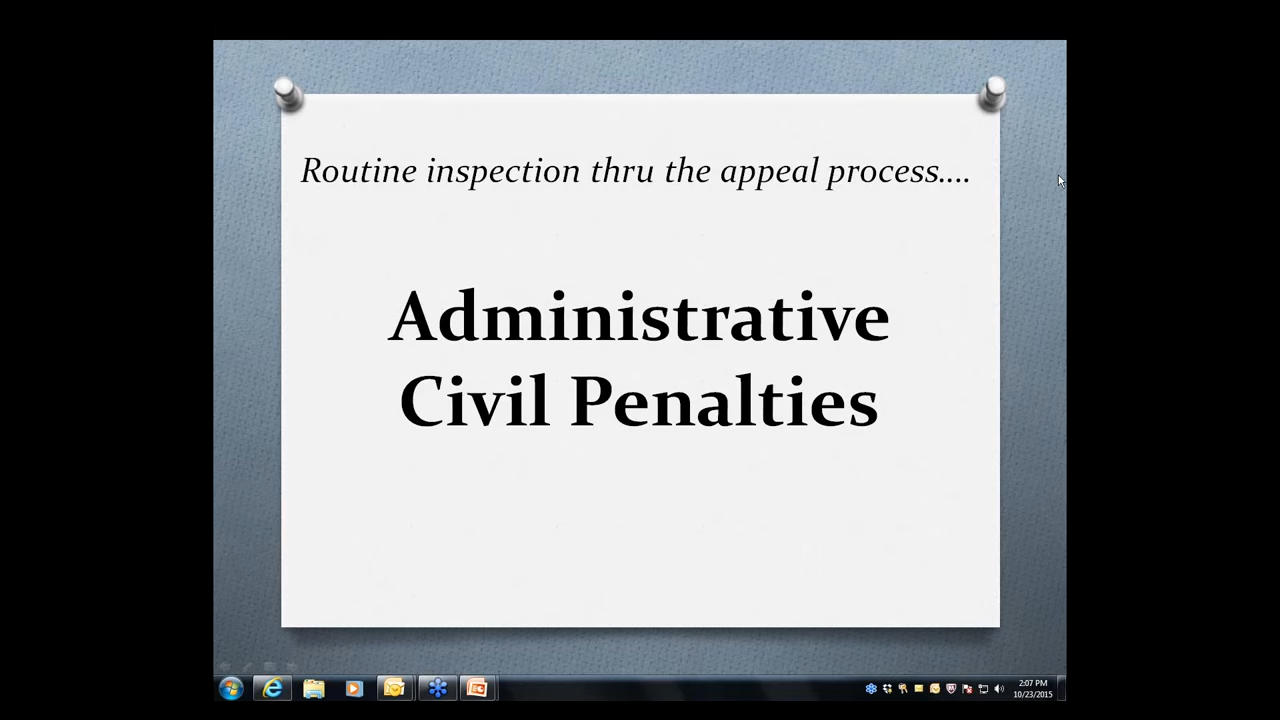 Routine inspection thru the appeal process....
Administrative
Civil Penalties
2:07 PM
10/23/2015